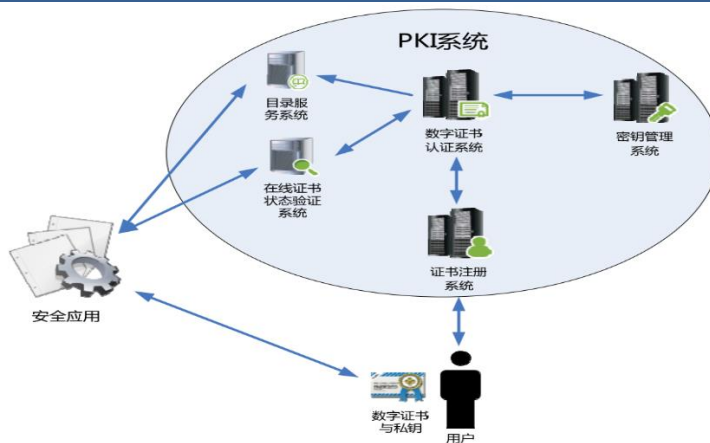 PKI系统
目录服
务系统
数字证书
认证系统
密钥管理
系统
在线证书
状态验证
系统
证书注册
系统
安全应用
数字证书
与私钥
用户